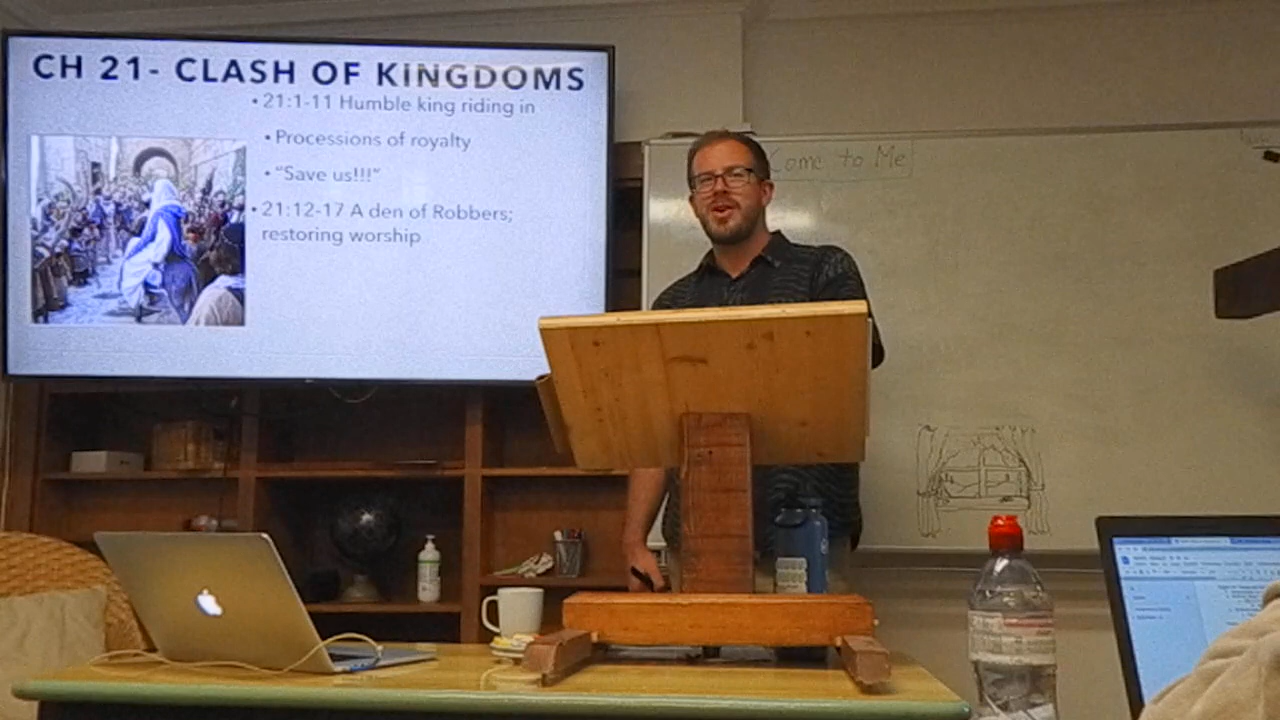 CH 21- CLASH OF KINGDOMS
• 21:1-11 Humble king riding in
• Processions of royalty
• "Save us!!!"
• 21:12-17 A den of Robbers;
restoring worship
Come to Me